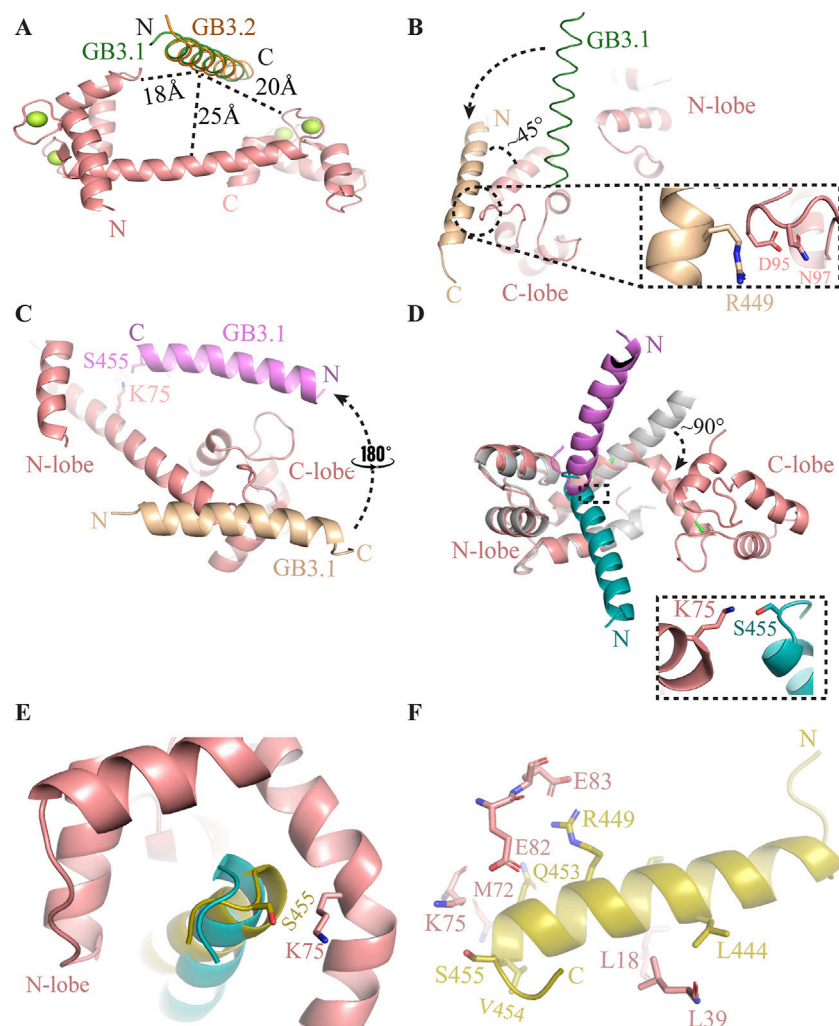 A
N
GB3.2
GB3.1
C
18Å
20Å
25Å
N
C
B
GB3.1
N
N-lobe
~45°
C
C-lobe
D95
N97
R449
C
C
GB3.1
S455
K75
N
N-lobe
C-lobe
180°
N
C
GB3.1
D
N
~90°
C-lobe
N-lobe
N
K75
S455
E
S455
K75
N-lobe
F
N
E83
R449
E82
Q453
M72
K75
L444
S455
C
L18
V454
L39